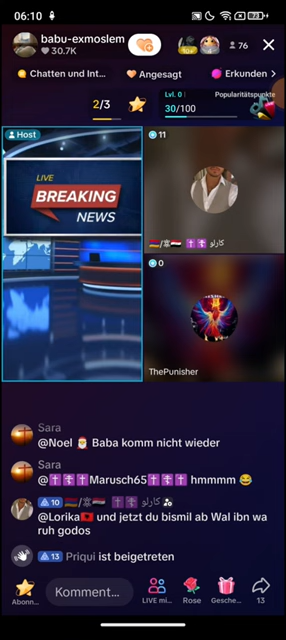 06:10
73
babu-exmoslem
30.7K
10+
76
Chatten und Int...
Angesagt
Erkunden
2/3
Lvl. 0
Popularitätspunkte
30/100
Host
11
LIVE
BREAKING
NEWS
كارلو
0
ThePunisher
Sara
@Noel 🎅 Baba komm nicht wieder
Sara
@✝️✝️✝️Marusch65✝️✝️✝️ hmmmm 😂
10 كارلو
@Lorika🇦🇱 und jetzt du bismil ab Wal ibn wa
ruh godos
13 Priqui ist beigetreten
Abonn...
Komment...
LIVE mi...
Rose
Gesche...
13